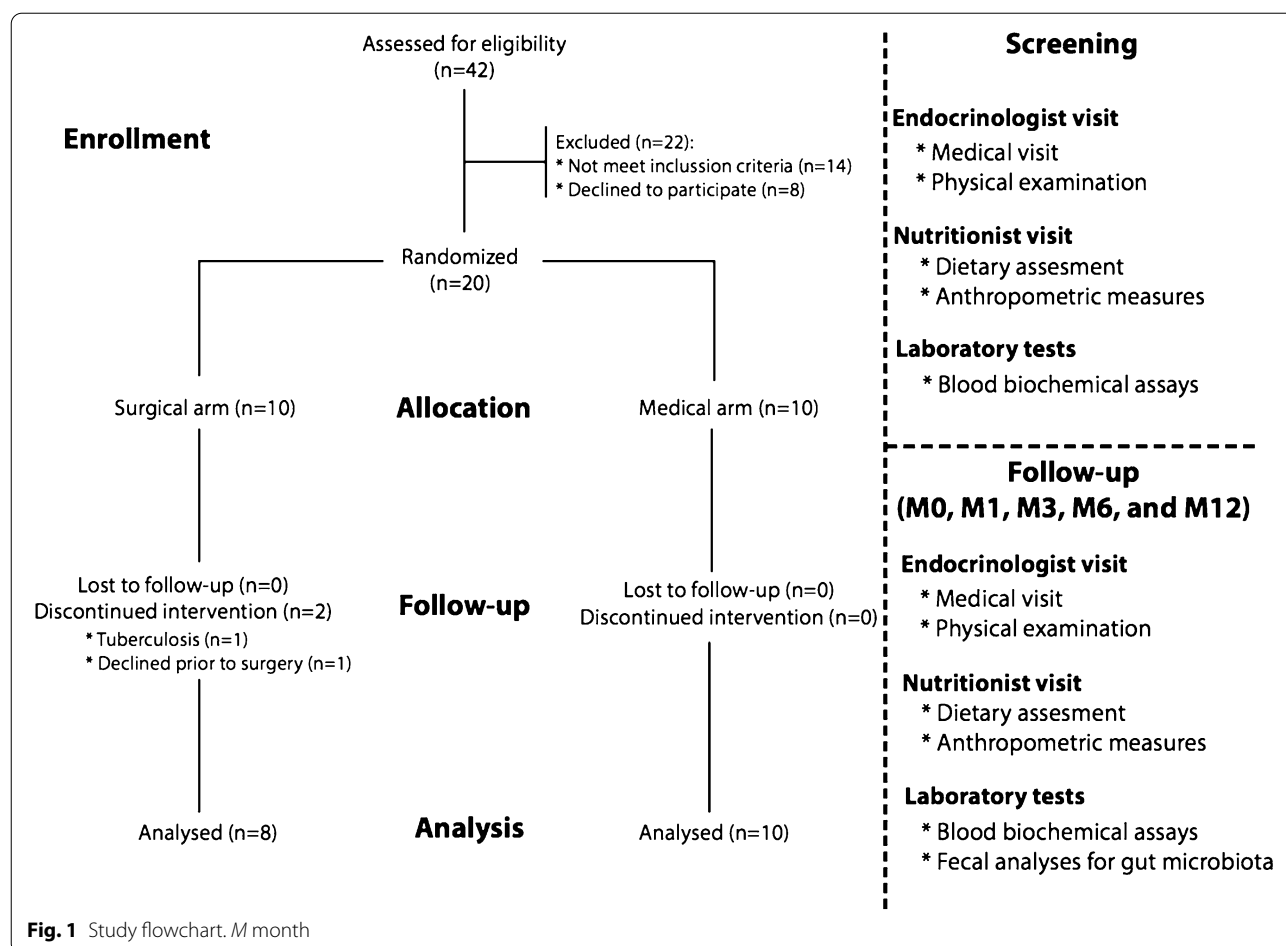 Assessed for eligibility
(n=42)
Enrollment
Excluded (n=22):
* Not meet inclussion criteria (n=14)
* Declined to participate (n=8)
Randomized
(n=20)
Surgical arm (n=10)
Allocation
Medical arm (n=10)
Lost to follow-up (n=0)
Discontinued intervention (n=2)
* Tuberculosis (n=1)
* Declined prior to surgery (n=1)
Follow-up
Lost to follow-up (n=0)
Discontinued intervention (n=0)
Analysed (n=8)
Analysis
Analysed (n=10)
Screening
Endocrinologist visit
* Medical visit
* Physical examination
Nutritionist visit
* Dietary assesment
* Anthropometric measures
Laboratory tests
* Blood biochemical assays
Follow-up
(M0, M1, M3, M6, and M12)
Endocrinologist visit
* Medical visit
* Physical examination
Nutritionist visit
* Dietary assesment
* Anthropometric measures
Laboratory tests
* Blood biochemical assays
* Fecal analyses for gut microbiota
Fig. 1 Study flowchart. M month